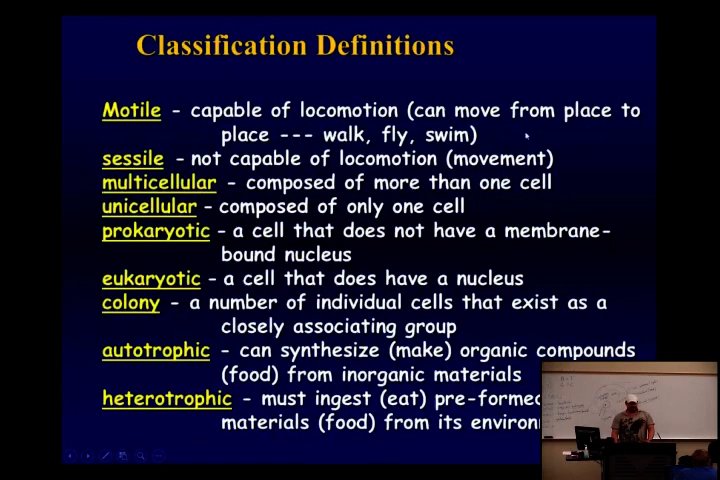 Classification Definitions
Motile - capable of locomotion (can move from place to
place --- walk, fly, swim)
sessile - not capable of locomotion (movement)
multicellular - composed of more than one cell
unicellular - composed of only one cell
prokaryotic - a cell that does not have a membrane-
bound nucleus
eukaryotic - a cell that does have a nucleus
colony - a number of individual cells that exist as a
closely associating group
autotrophic - can synthesize (make) organic compounds
(food) from inorganic materials
heterotrophic - must ingest (eat) pre-formed
materials (food) from its